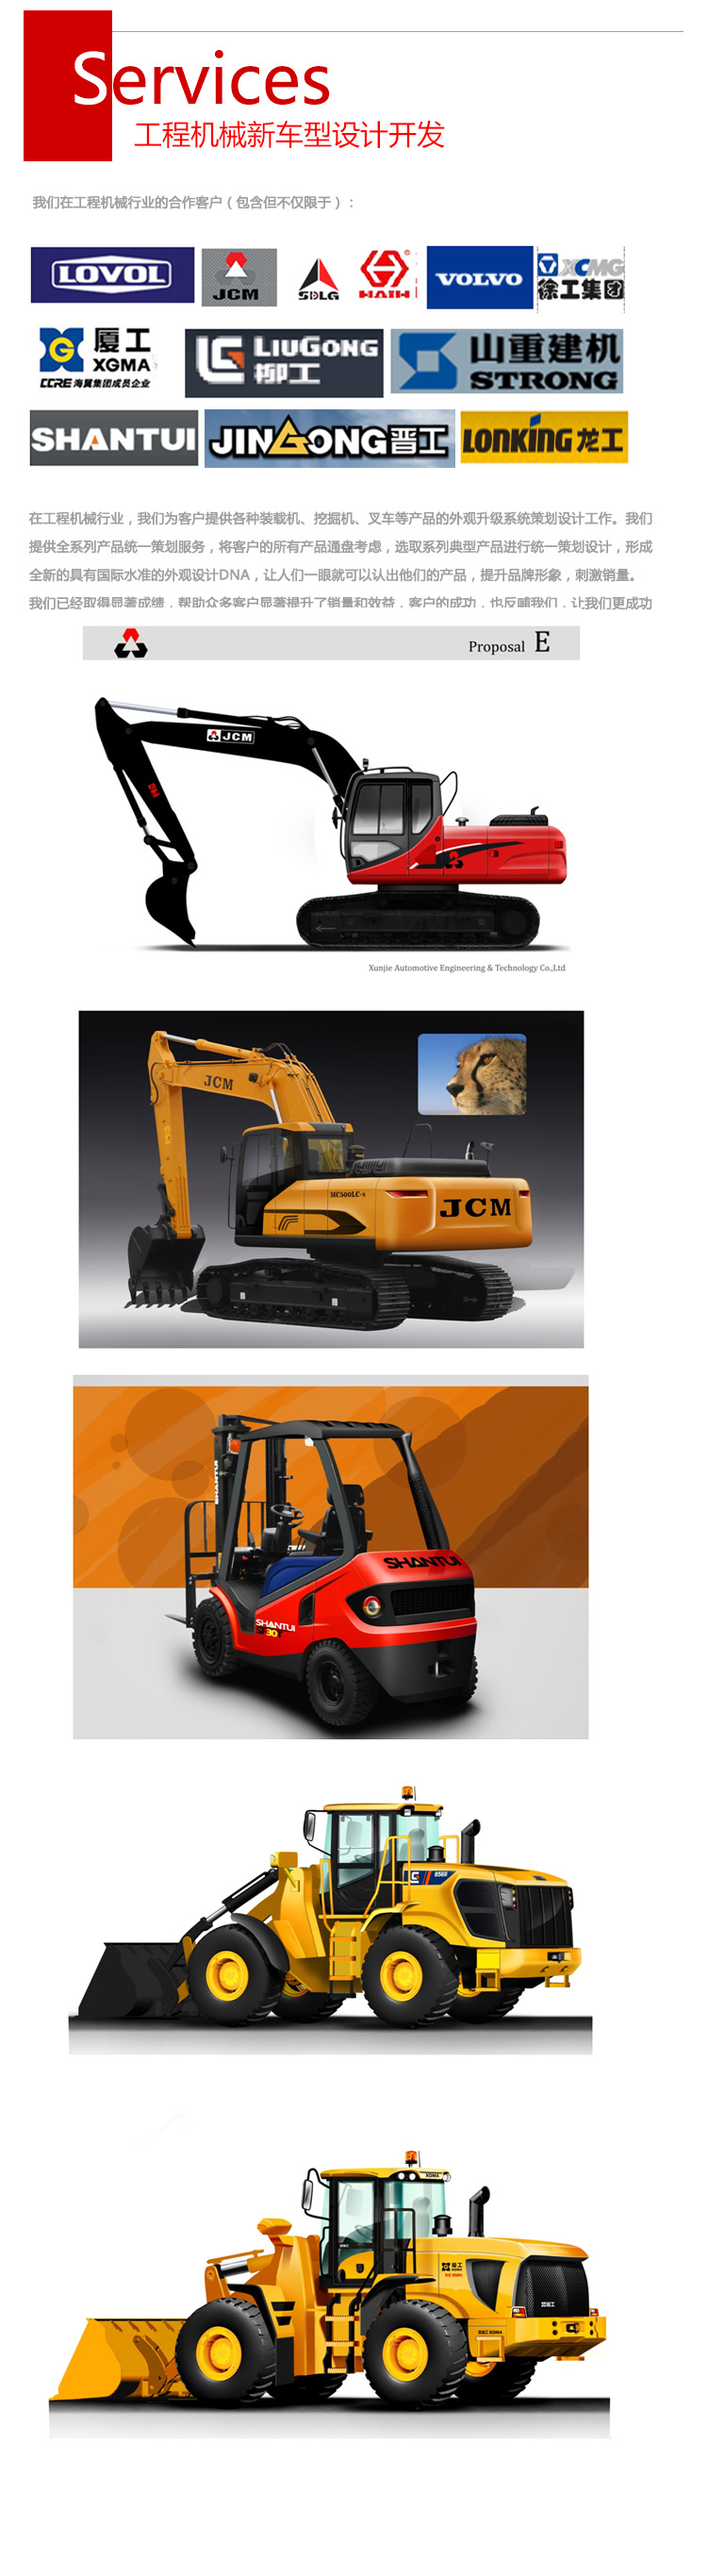 Services
工程机械新车型设计开发
我们在工程机械行业的合作客户（包含但不仅限于）：
LOVOL
JCM
SDLG
HAIH
VOLVO
XCMG
徐工集团
厦工
XGMA
CCRE 海翼集团成员企业
LiuGong
柳工
山重建机
STRONG
SHANTUI
JINGONG晋工
LONKING 龙工
在工程机械行业，我们为客户提供各种装载机、挖掘机、叉车等产品的外观升级系统策划设计工作。我们
提供全系列产品统一策划服务，将客户的所有产品通盘考虑，选取系列典型产品进行统一策划设计，形成
全新的具有国际水准的外观设计DNA，让人们一眼就可以认出他们的产品，提升品牌形象，刺激销量。
我们已经取得显著成绩，帮助众多客户显著提升了销量和效益，客户的成功，也反哺我们，让我们更成功
Proposal E
JCM
Xunjie Automotive Engineering & Technology Co.,Ltd
JCM
MC500LC-s
JCM
SHANTUI
SHANTUI
SHANTUI
SF30T
856II
XGMA
厦工
XGMA
厦工 XGMA